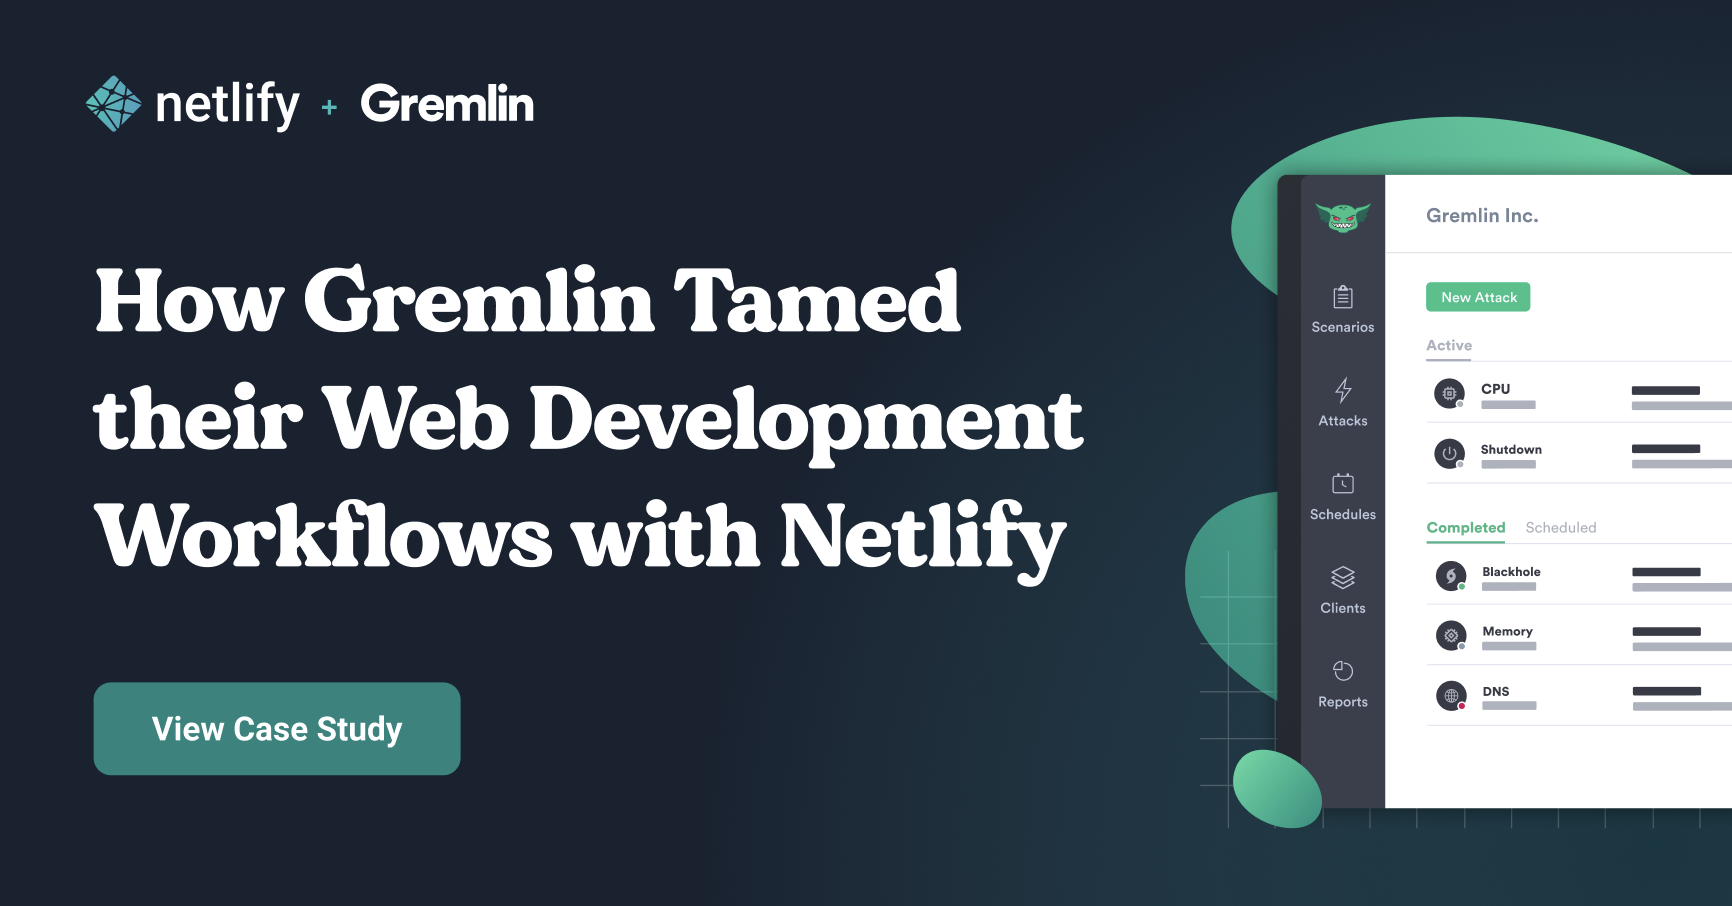 netlify + Gremlin
How Gremlin Tamed
their Web Development
Workflows with Netlify
View Case Study
Scenarios
Attacks
Schedules
Clients
Reports
Gremlin Inc.
New Attack
Active
CPU
Shutdown
Completed Scheduled
Blackhole
Memory
DNS